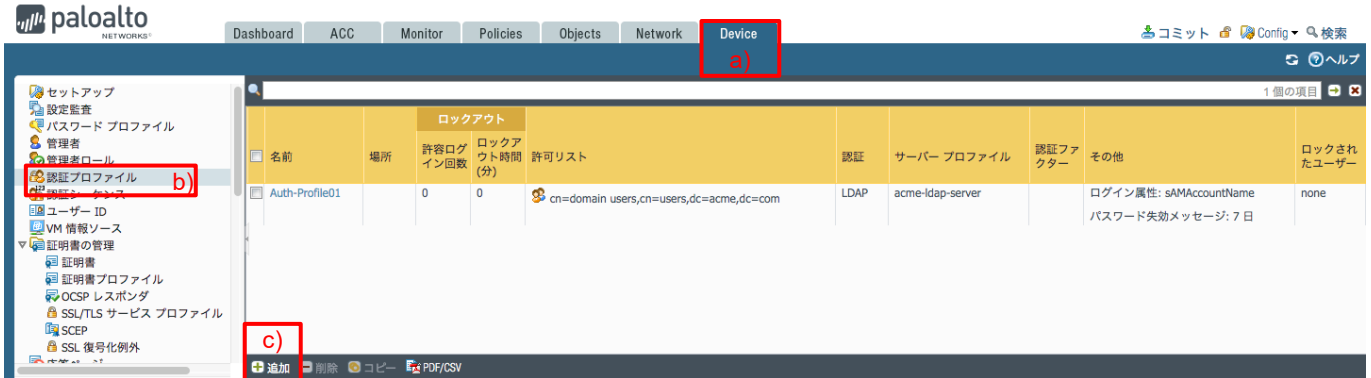 paloalto
NETWORKS®
Dashboard ACC Monitor Policies Objects Network Device
コミット Config 検索
a)
ヘルプ
セットアップ
設定監査
パスワード プロファイル
管理者
管理者ロール
認証プロファイル
b)
認証シーケンス
ユーザー ID
VM 情報ソース
証明書の管理
証明書
証明書プロファイル
OCSP レスポンダ
SSL/TLS サービス プロファイル
SCEP
SSL 復号化例外
応答ページ
1 個の項目
ロックアウト
名前 場所 許容ログイン回数 ロックアウト時間 (分) 許可リスト 認証 サーバー プロファイル 認証ファクター その他 ロックされたユーザー
Auth-Profile01 0 0 cn=domain users,cn=users,dc=acme,dc=com LDAP acme-ldap-server ログイン属性: sAMAccountName none
パスワード失効メッセージ: 7 日
c)
追加 削除 コピー PDF/CSV